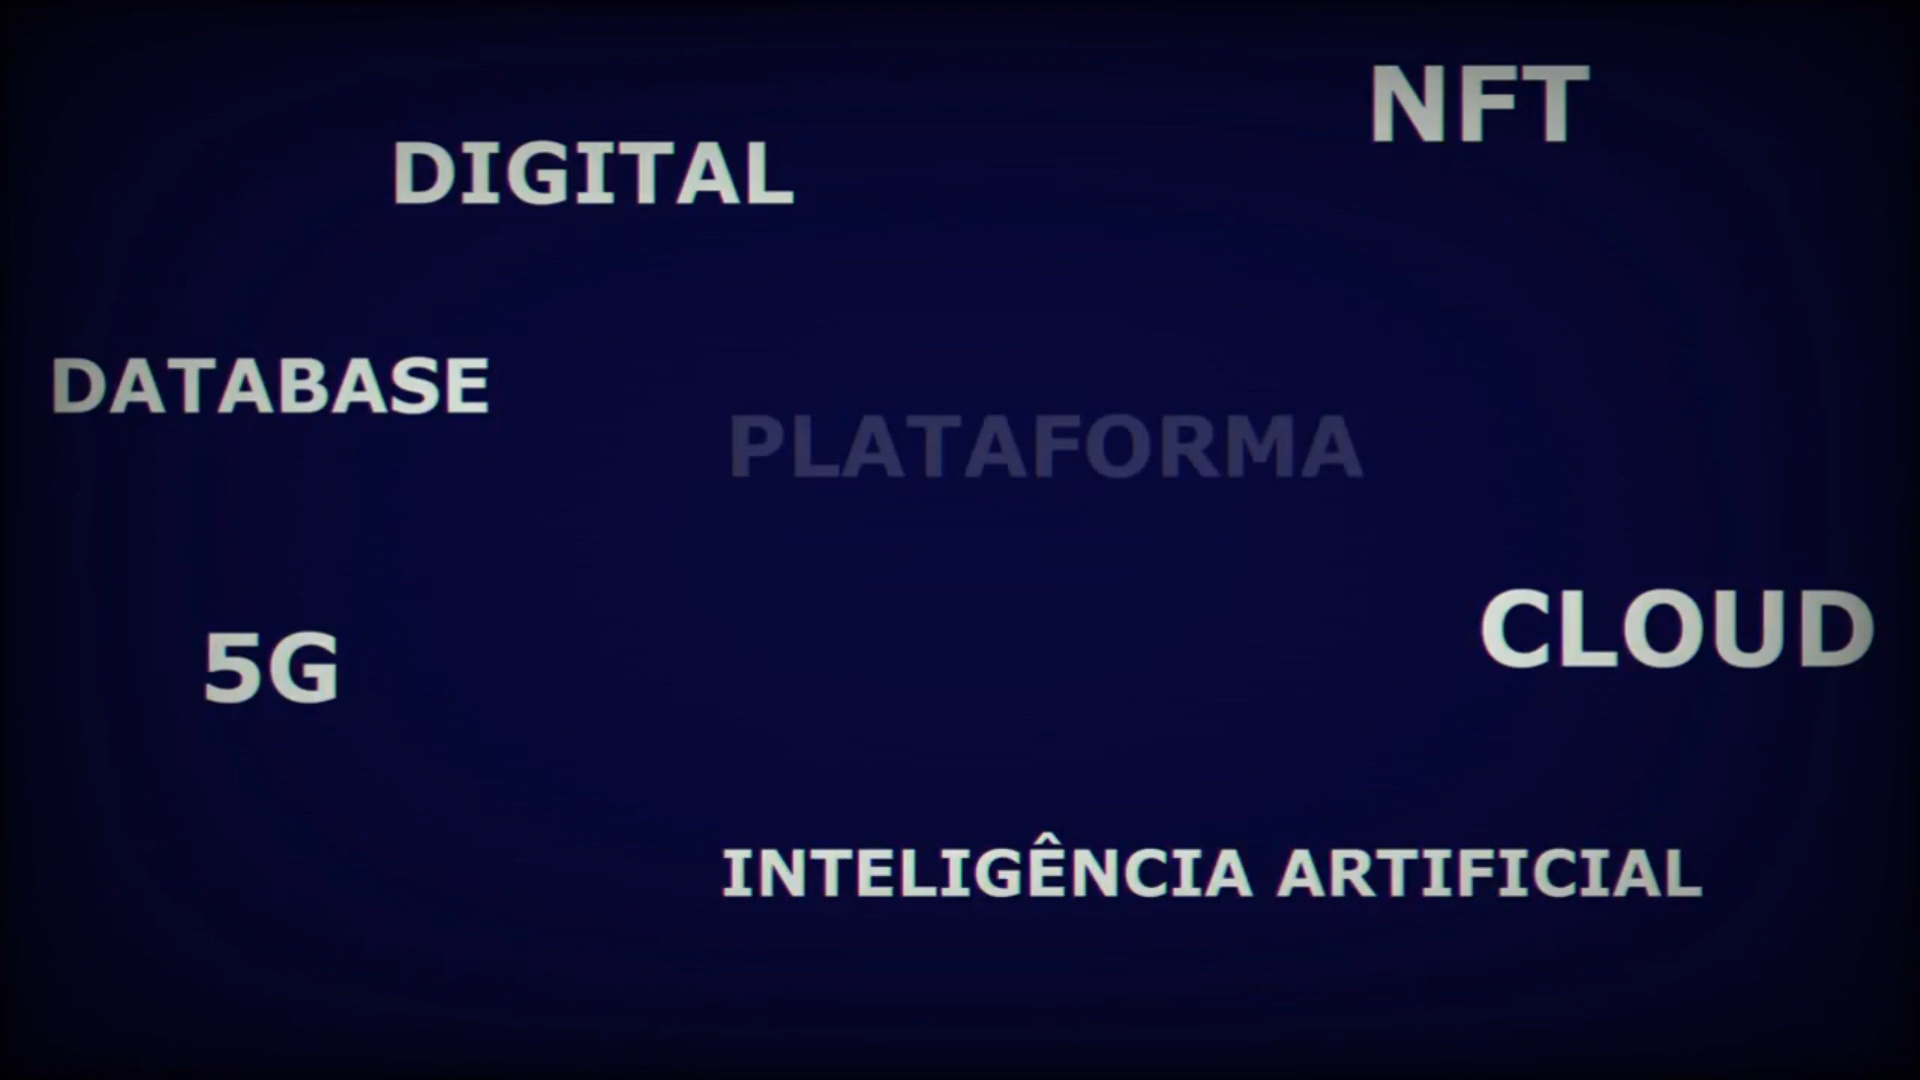 NFT
DIGITAL
DATABASE
PLATAFORMA
CLOUD
5G
INTELIGÊNCIA ARTIFICIAL